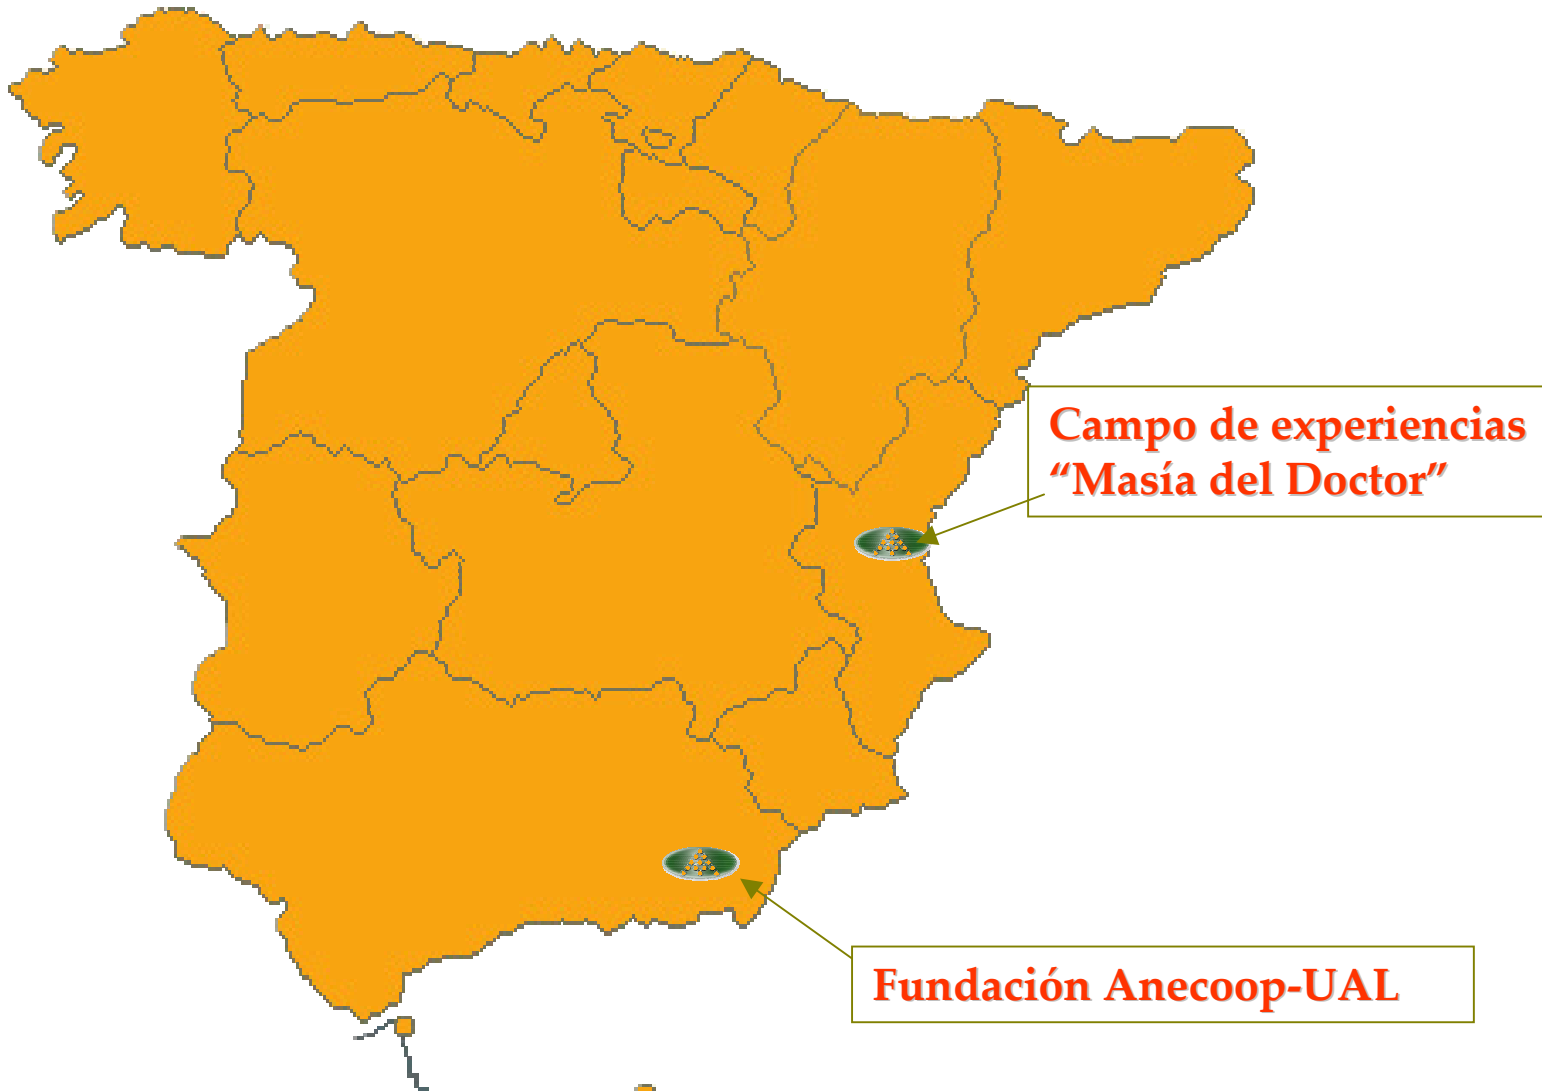 Campo de experiencias
“Masía del Doctor”
Fundación Anecoop-UAL